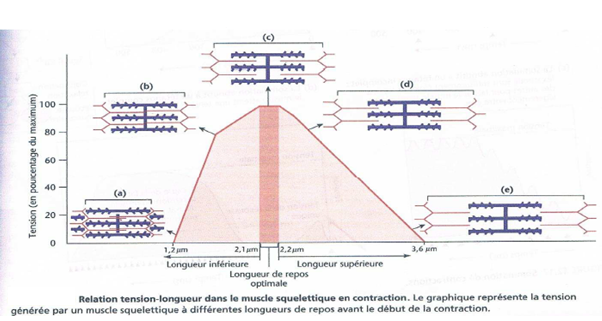 (c)
(b)
(d)
Tension (en pourcentage du maximum)
100
80
60
40
20
0
(a)
(e)
1,2 µm
2,1 µm
2,2 µm
3,6 µm
Longueur inférieure
Longueur supérieure
Longueur de repos
optimale
Relation tension-longueur dans le muscle squelettique en contraction. Le graphique représente la tension
générée par un muscle squelettique à différentes longueurs de repos avant le début de la contraction.